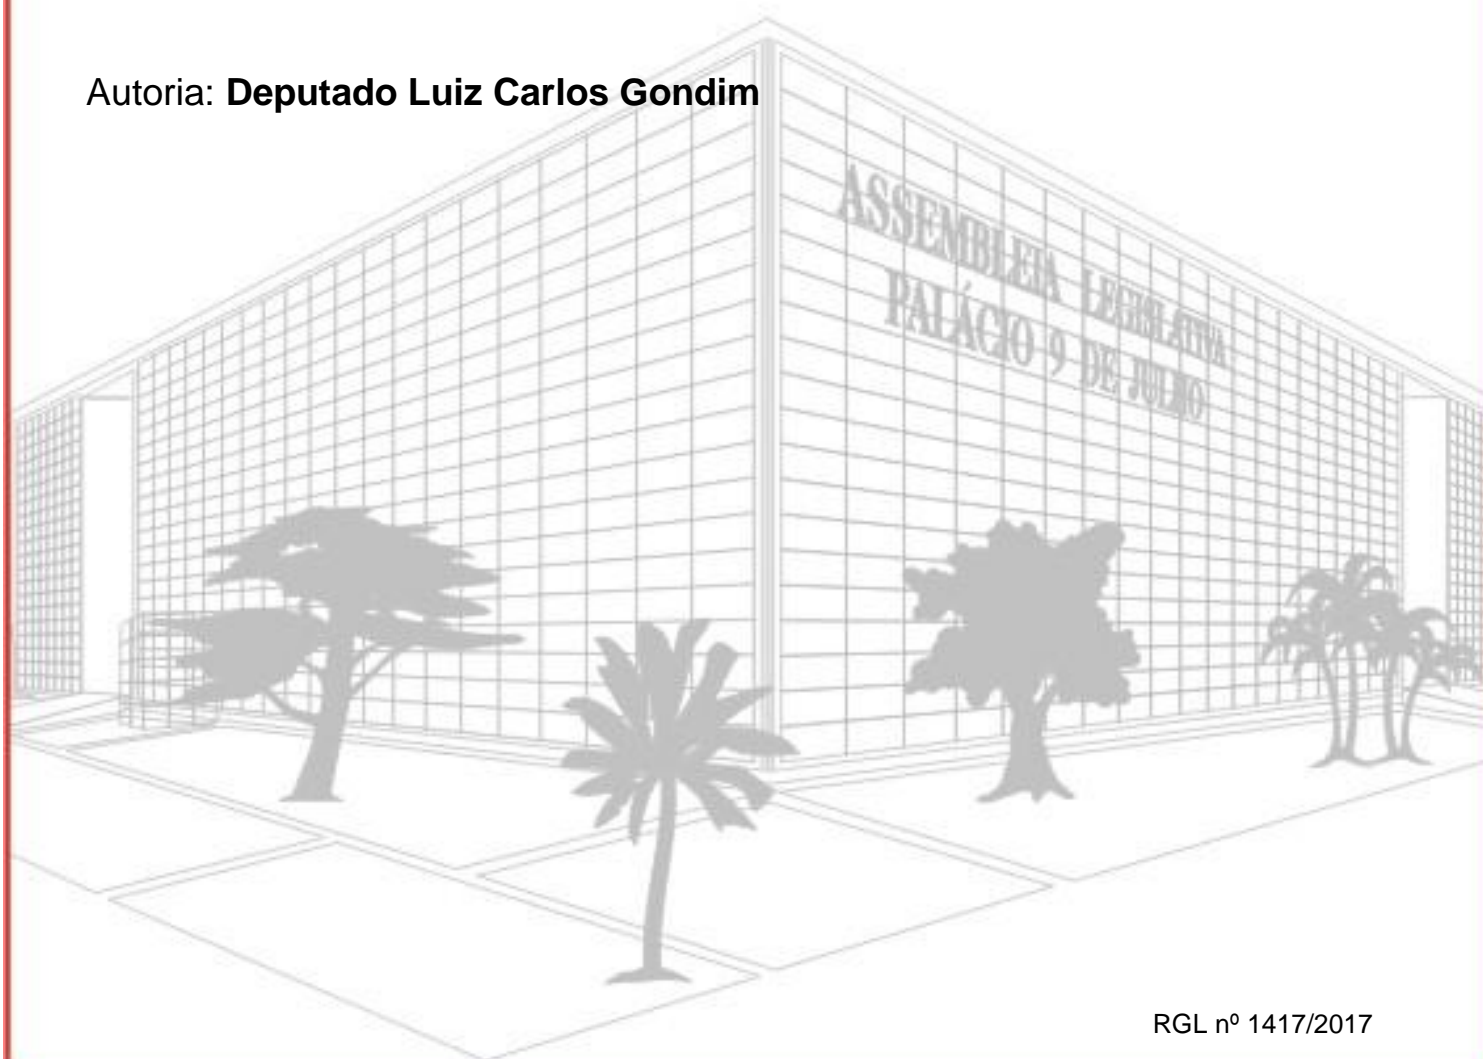 Autoria: Deputado Luiz Carlos Gondim
ASSEMBLEIA LEGISLATIVA
PALÁCIO 9 DE JULHO
RGL nº 1417/2017